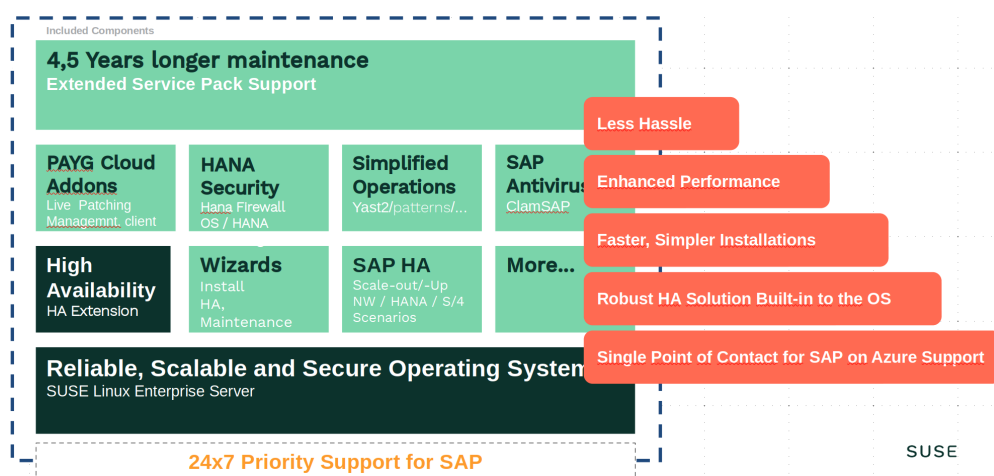 Included Components
4,5 Years longer maintenance
Extended Service Pack Support
PAYG Cloud
Addons
Live Patching
Managemnt. client
HANA
Security
Hana Firewall
OS / HANA
Simplified
Operations
Yast2/patterns/...
SAP
Antivirus
ClamSAP
High
Availability
HA Extension
Wizards
Install
HA,
Maintenance
SAP HA
Scale-out/-Up
NW / HANA / S/4
Scenarios
More...
Reliable, Scalable and Secure Operating System
SUSE Linux Enterprise Server
24x7 Priority Support for SAP
Less Hassle
Enhanced Performance
Faster, Simpler Installations
Robust HA Solution Built-in to the OS
Single Point of Contact for SAP on Azure Support
SUSE